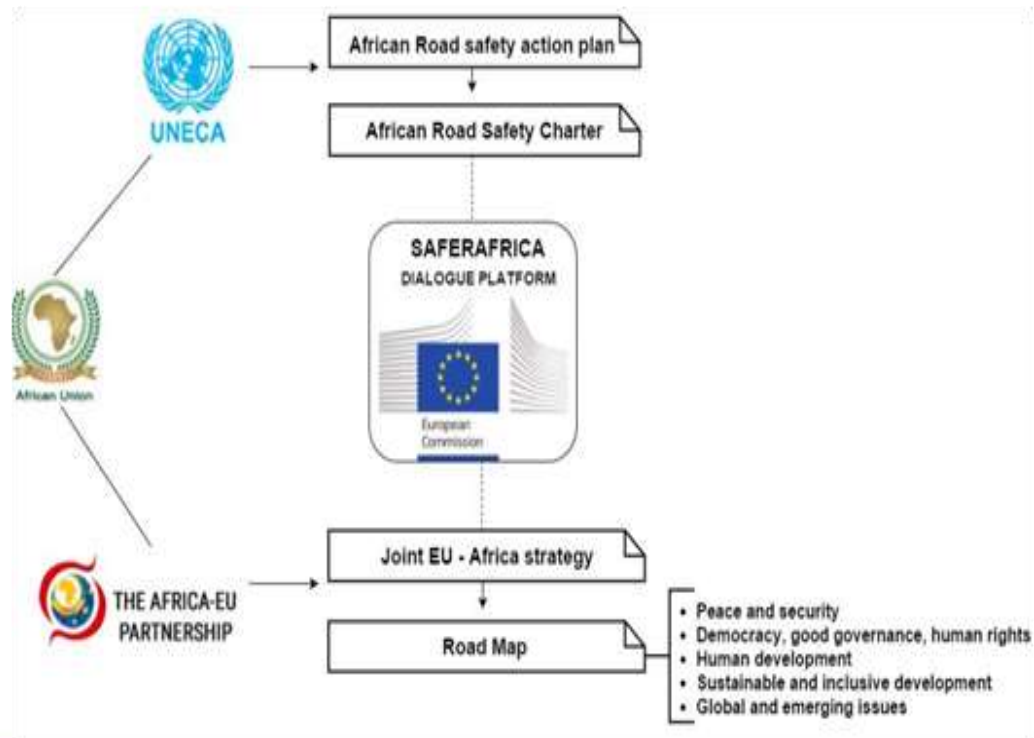 African Road safety action plan
UNECA
African Road Safety Charter
SAFERAFRICA
DIALOGUE PLATFORM
European
Commission
African Union
Joint EU - Africa strategy
THE AFRICA-EU
PARTNERSHIP
Road Map
• Peace and security
• Democracy, good governance, human rights
• Human development
• Sustainable and inclusive development
• Global and emerging issues